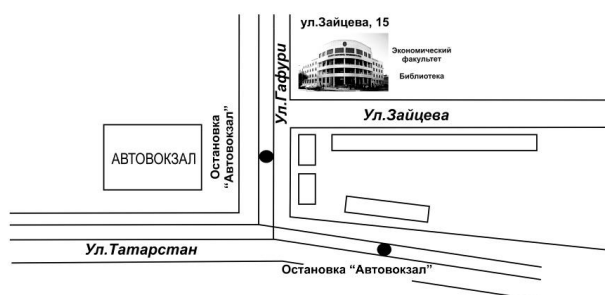 ул.Зайцева, 15
Экономический
факультет
Библиотека
Ул.Гафури
Ул.Зайцева
АВТОВОКЗАЛ
Остановка
“Автовокзал”
Ул.Татарстан
Остановка “Автовокзал”